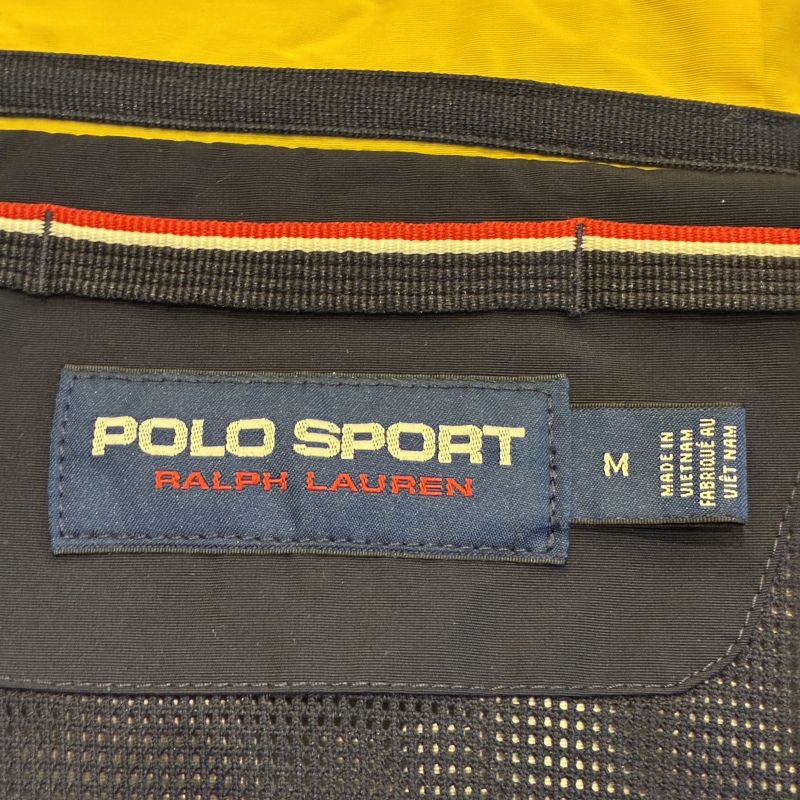 POLO SPORT
RALPH LAUREN
M
MADE IN
VIETNAM
FABRIQUÉ AU
VIÊT NAM